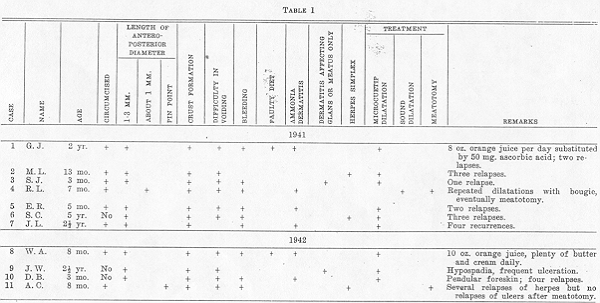 TABLE 1
CASE
NAME
AGE
CIRCUMCISED
LENGTH OF ANTERO-POSTERIOR DIAMETER
1-3 MM.
ABOUT 1 MM.
PIN POINT
CRUST FORMATION
DIFFICULTY IN VOIDING
BLEEDING
FAULTY DIET
AMMONIA DERMATITIS
DERMATITIS AFFECTING GLANS OR MEATUS ONLY
HERPES SIMPLEX
TREATMENT
DILATATION
SOUND DILATATION
MEATOTOMY
REMARKS
1941
1 G. J. 2 yr. + + + + + + + + 8 oz. orange juice per day substituted
by 50 mg. ascorbic acid; two re-
lapses.
2 M. L. 13 mo. + + + + + + + Three relapses.
3 S. J. 3 mo. + + + + + + + One relapse.
4 R. L. 7 mo. + + + + + + + Repeated dilatations with bougie,
eventually meatotomy.
5 E. R. 5 mo. + + + + + + Two relapses.
6 S. C. 5 yr. No + + + + + + Three relapses.
7 J. L. 2½ yr. + + + + + + + Four recurrences.
1942
8 W. A. 8 mo. + + + + + + + 10 oz. orange juice, plenty of butter
and cream daily.
9 J. W. 2½ yr. No + + + + + + Hypospadia, frequent ulceration.
10 D. B. 3 mo. No + + + + + Pendular foreskin; four relapses.
11 A. C. 8 mo. + + + + + + + Several relapses of herpes but no
relapses of ulcers after meatotomy.